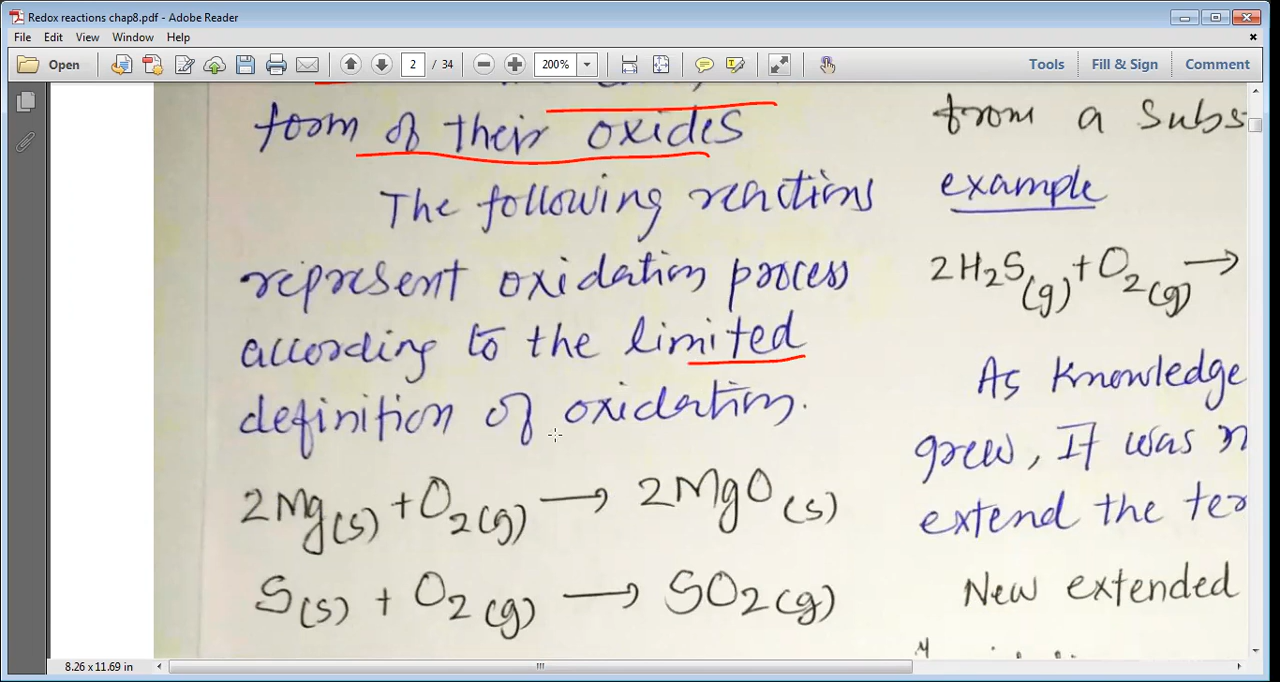 Redox reactions chap8.pdf - Adobe Reader
File Edit View Window Help
Open 2 / 34 200% Tools Fill & Sign Comment
form of their oxides
The following reactions
represent oxidation process
according to the limited
definition of oxidation.
2Mg(s) + O2(g) → 2MgO(s)
S(s) + O2(g) → SO2(g)
from a Subs
example
2H2S(g) + O2(g) →
As Knowledge
grew, It was n
extend the ter
New extended
8.26 x 11.69 in